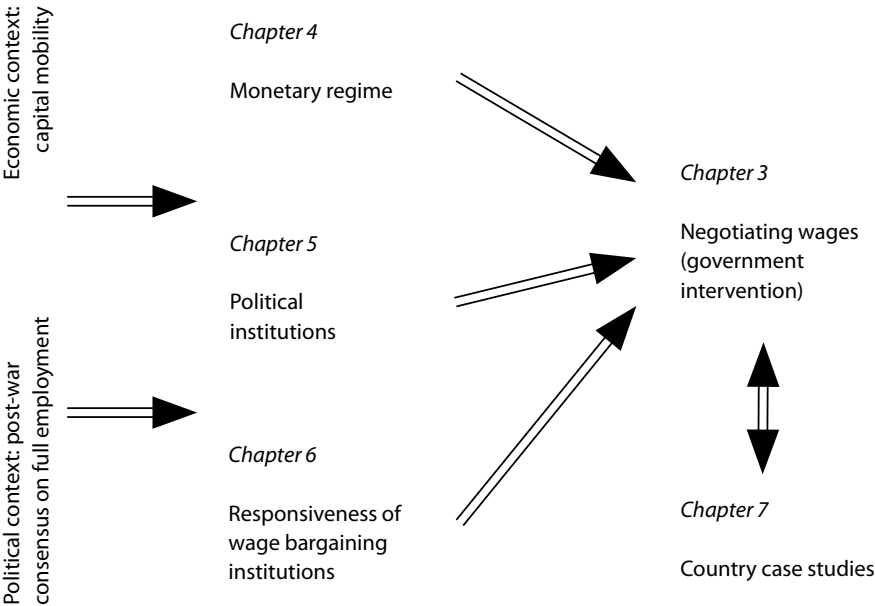 Economic context:
capital mobility
Political context: post-war
consensus on full employment
Chapter 4
Monetary regime
Chapter 5
Political
institutions
Chapter 6
Responsiveness of
wage bargaining
institutions
Chapter 3
Negotiating wages
(government
intervention)
Chapter 7
Country case studies